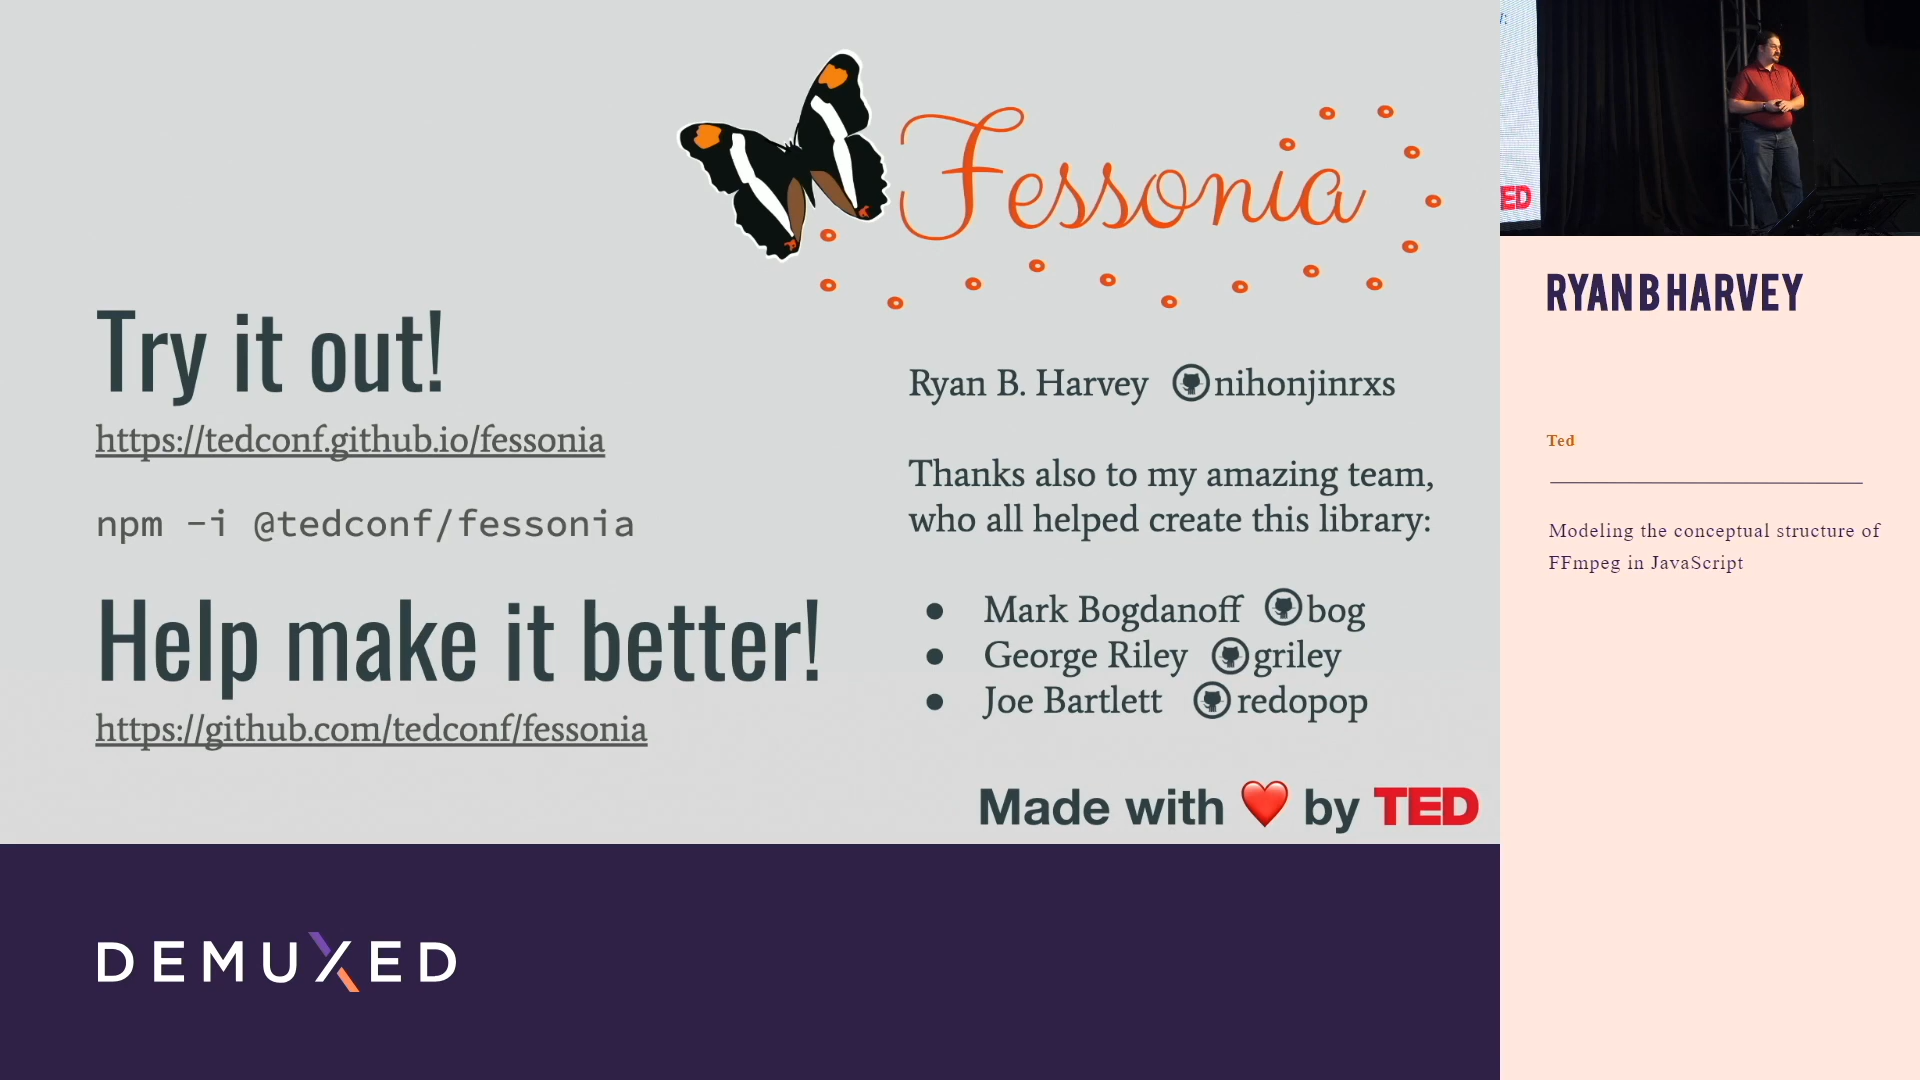 Fessonia
Try it out!
https://tedconf.github.io/fessonia
npm -i @tedconf/fessonia
Help make it better!
https://github.com/tedconf/fessonia
Ryan B. Harvey nihonjinrxs
Thanks also to my amazing team,
who all helped create this library:
● Mark Bogdanoff bog
● George Riley griley
● Joe Bartlett redopop
Made with ❤️ by TED
DEMUXED
ED
RYAN B HARVEY
Ted
Modeling the conceptual structure of
FFmpeg in JavaScript